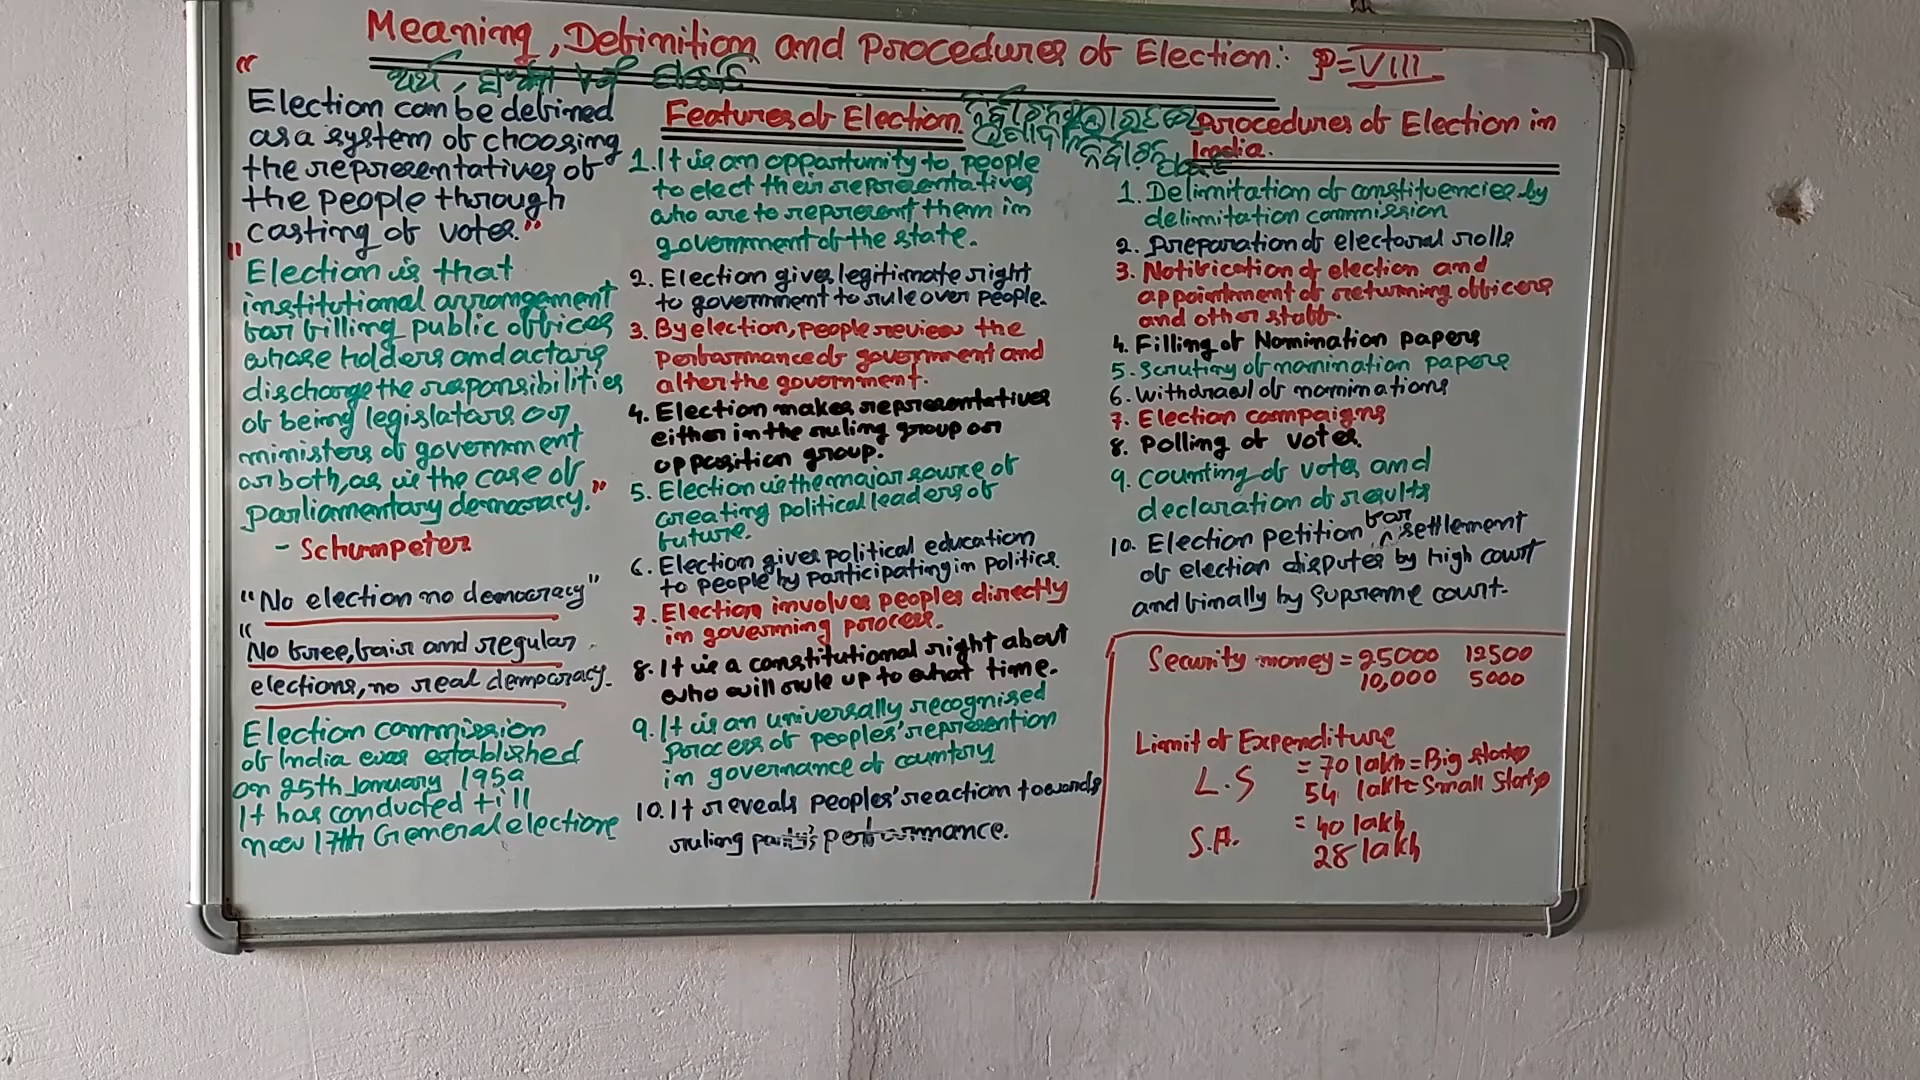 Meaning, Definition and Procedures of Election: P=VIII
"Election can be defined
as a system of choosing
the representatives of
the people through
casting of votes."
"Election is that
institutional arrangement
for filling public offices
whose holders and actors
discharge the responsibilities
of being legislators or
ministers of government
or both, as is the case of
parliamentary democracy."
- Schumpeter
"No election no democracy"
"No free, fair and regular
elections, no real democracy.
Election commission
of India was established
on 25th January 1950
It has conducted till
now 17th General elections
Features of Election
1. It is an opportunity to people
to elect their representatives
who are to represent them in
government of the state.
2. Election gives legitimate right
to government to rule over people.
3. By election, people review the
performance of government and
alter the government.
4. Election makes representatives
either in the ruling group or
opposition group.
5. Election is the major source of
creating political leaders of
future.
6. Election gives political education
to people by participating in politics.
7. Election involves peoples directly
in governing process.
8. It is a constitutional right about
who will rule up to what time.
9. It is an universally recognised
process of peoples' represention
in governance of country
10. It reveals peoples' reaction towards
ruling performance.
Procedures of Election in
India.
1. Delimitation of constituencies by
delimitation commission
2. Preparation of electoral rolls
3. Notification of election and
appointment of returning officers
and other staff.
4. Filling of Nomination papers
5. Scrutiny of nomination papers
6. Withdrawl of nominations
7. Election campaigns
8. Polling of votes
9. Counting of votes and
declaration of results
10. Election petition for settlement
of election disputes by high court
and finally by Supreme court.
Security money = 25000 12500
10,000 5000
Limit of Expenditure
L.S = 70 lakh = Big
54 lakh = Small
S.A. = 40 lakh
28 lakh